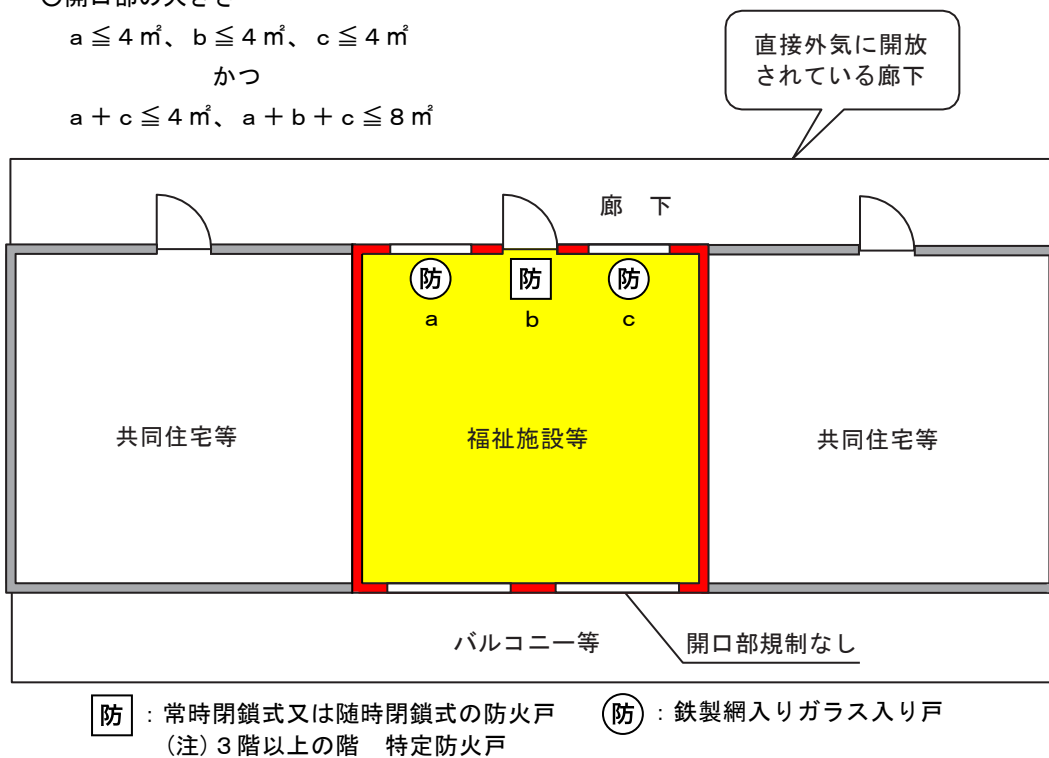 〇開口部の大きさ
a≦4㎡、b≦4㎡、c≦4㎡
かつ
a+c≦4㎡、a+b+c≦8㎡
直接外気に開放
されている廊下
廊 下
防 防 防
a b c
共同住宅等 福祉施設等 共同住宅等
バルコニー等 開口部規制なし
防 : 常時閉鎖式又は随時閉鎖式の防火戸 防 : 鉄製網入りガラス入り戸
(注)3階以上の階 特定防火戸